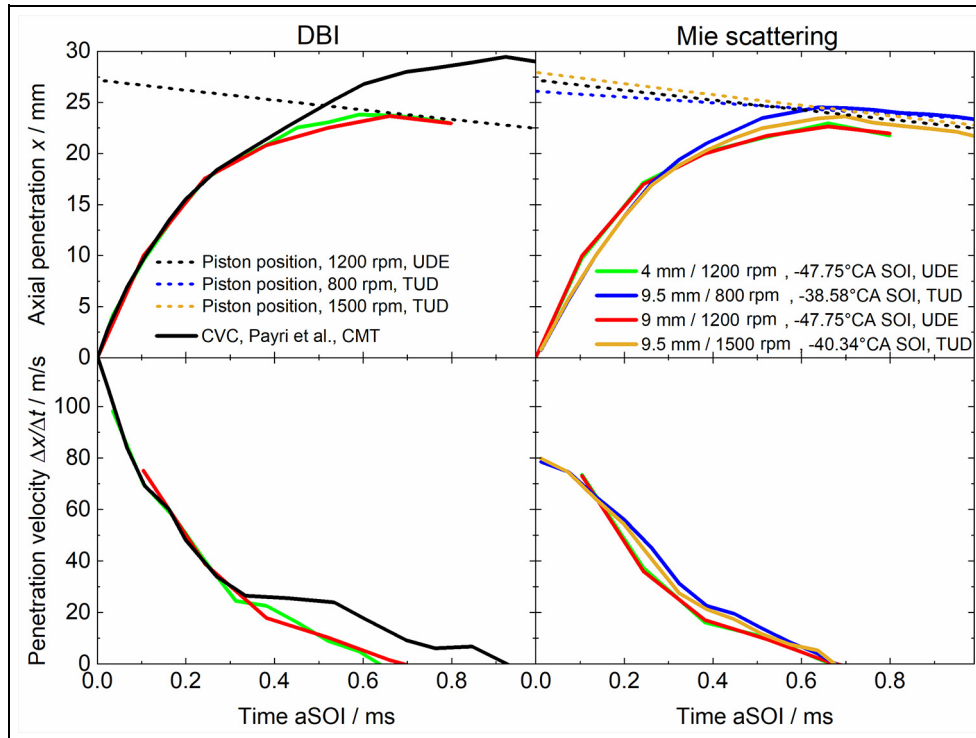 DBI
Mie scattering
30
25
20
15
10
5
0
Axial penetration x / mm
Piston position, 1200 rpm, UDE
Piston position, 800 rpm, TUD
Piston position, 1500 rpm, TUD
CVC, Payri et al., CMT
4 mm / 1200 rpm , -47.75°CA SOI, UDE
9.5 mm / 800 rpm , -38.58°CA SOI, TUD
9 mm / 1200 rpm , -47.75°CA SOI, UDE
9.5 mm / 1500 rpm , -40.34°CA SOI, TUD
100
80
60
40
20
0
Penetration velocity Δx/Δt / m/s
0.0 0.2 0.4 0.6 0.8 0.0 0.2 0.4 0.6 0.8
Time aSOI / ms
Time aSOI / ms